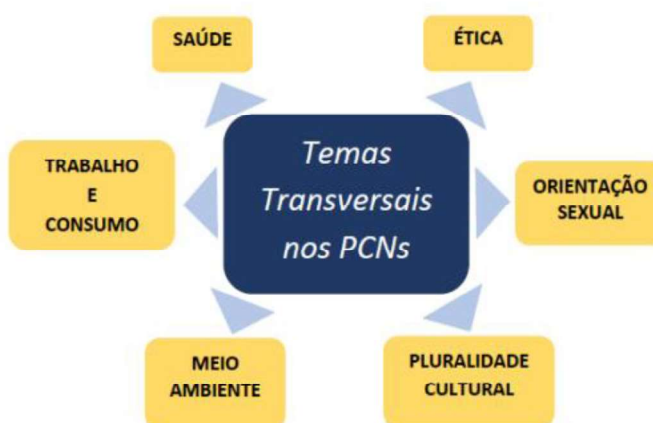 SAÚDE
ÉTICA
Temas
Transversais
nos PCNs
TRABALHO
E
CONSUMO
ORIENTAÇÃO
SEXUAL
MEIO
AMBIENTE
PLURALIDADE
CULTURAL